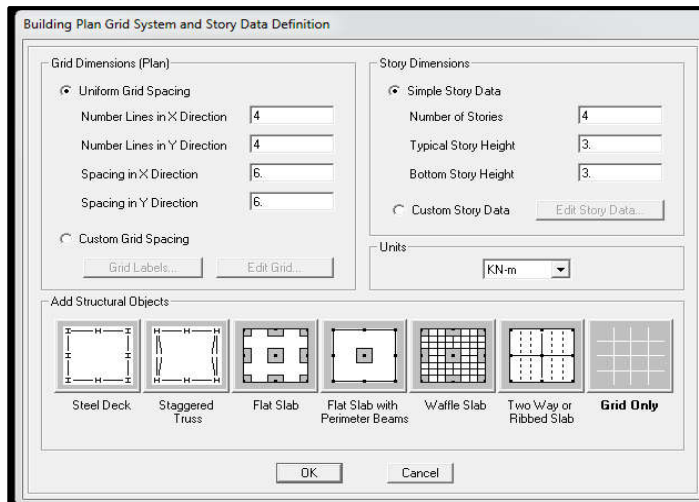 Building Plan Grid System and Story Data Definition
Grid Dimensions (Plan)
Uniform Grid Spacing
Number Lines in X Direction 4
Number Lines in Y Direction 4
Spacing in X Direction 6.
Spacing in Y Direction 6.
Custom Grid Spacing
Grid Labels... Edit Grid...
Story Dimensions
Simple Story Data
Number of Stories 4
Typical Story Height 3.
Bottom Story Height 3.
Custom Story Data Edit Story Data...
Units
KN-m
Add Structural Objects
Steel Deck
Staggered
Truss
Flat Slab
Flat Slab with
Perimeter Beams
Waffle Slab
Two Way or
Ribbed Slab
Grid Only
OK Cancel